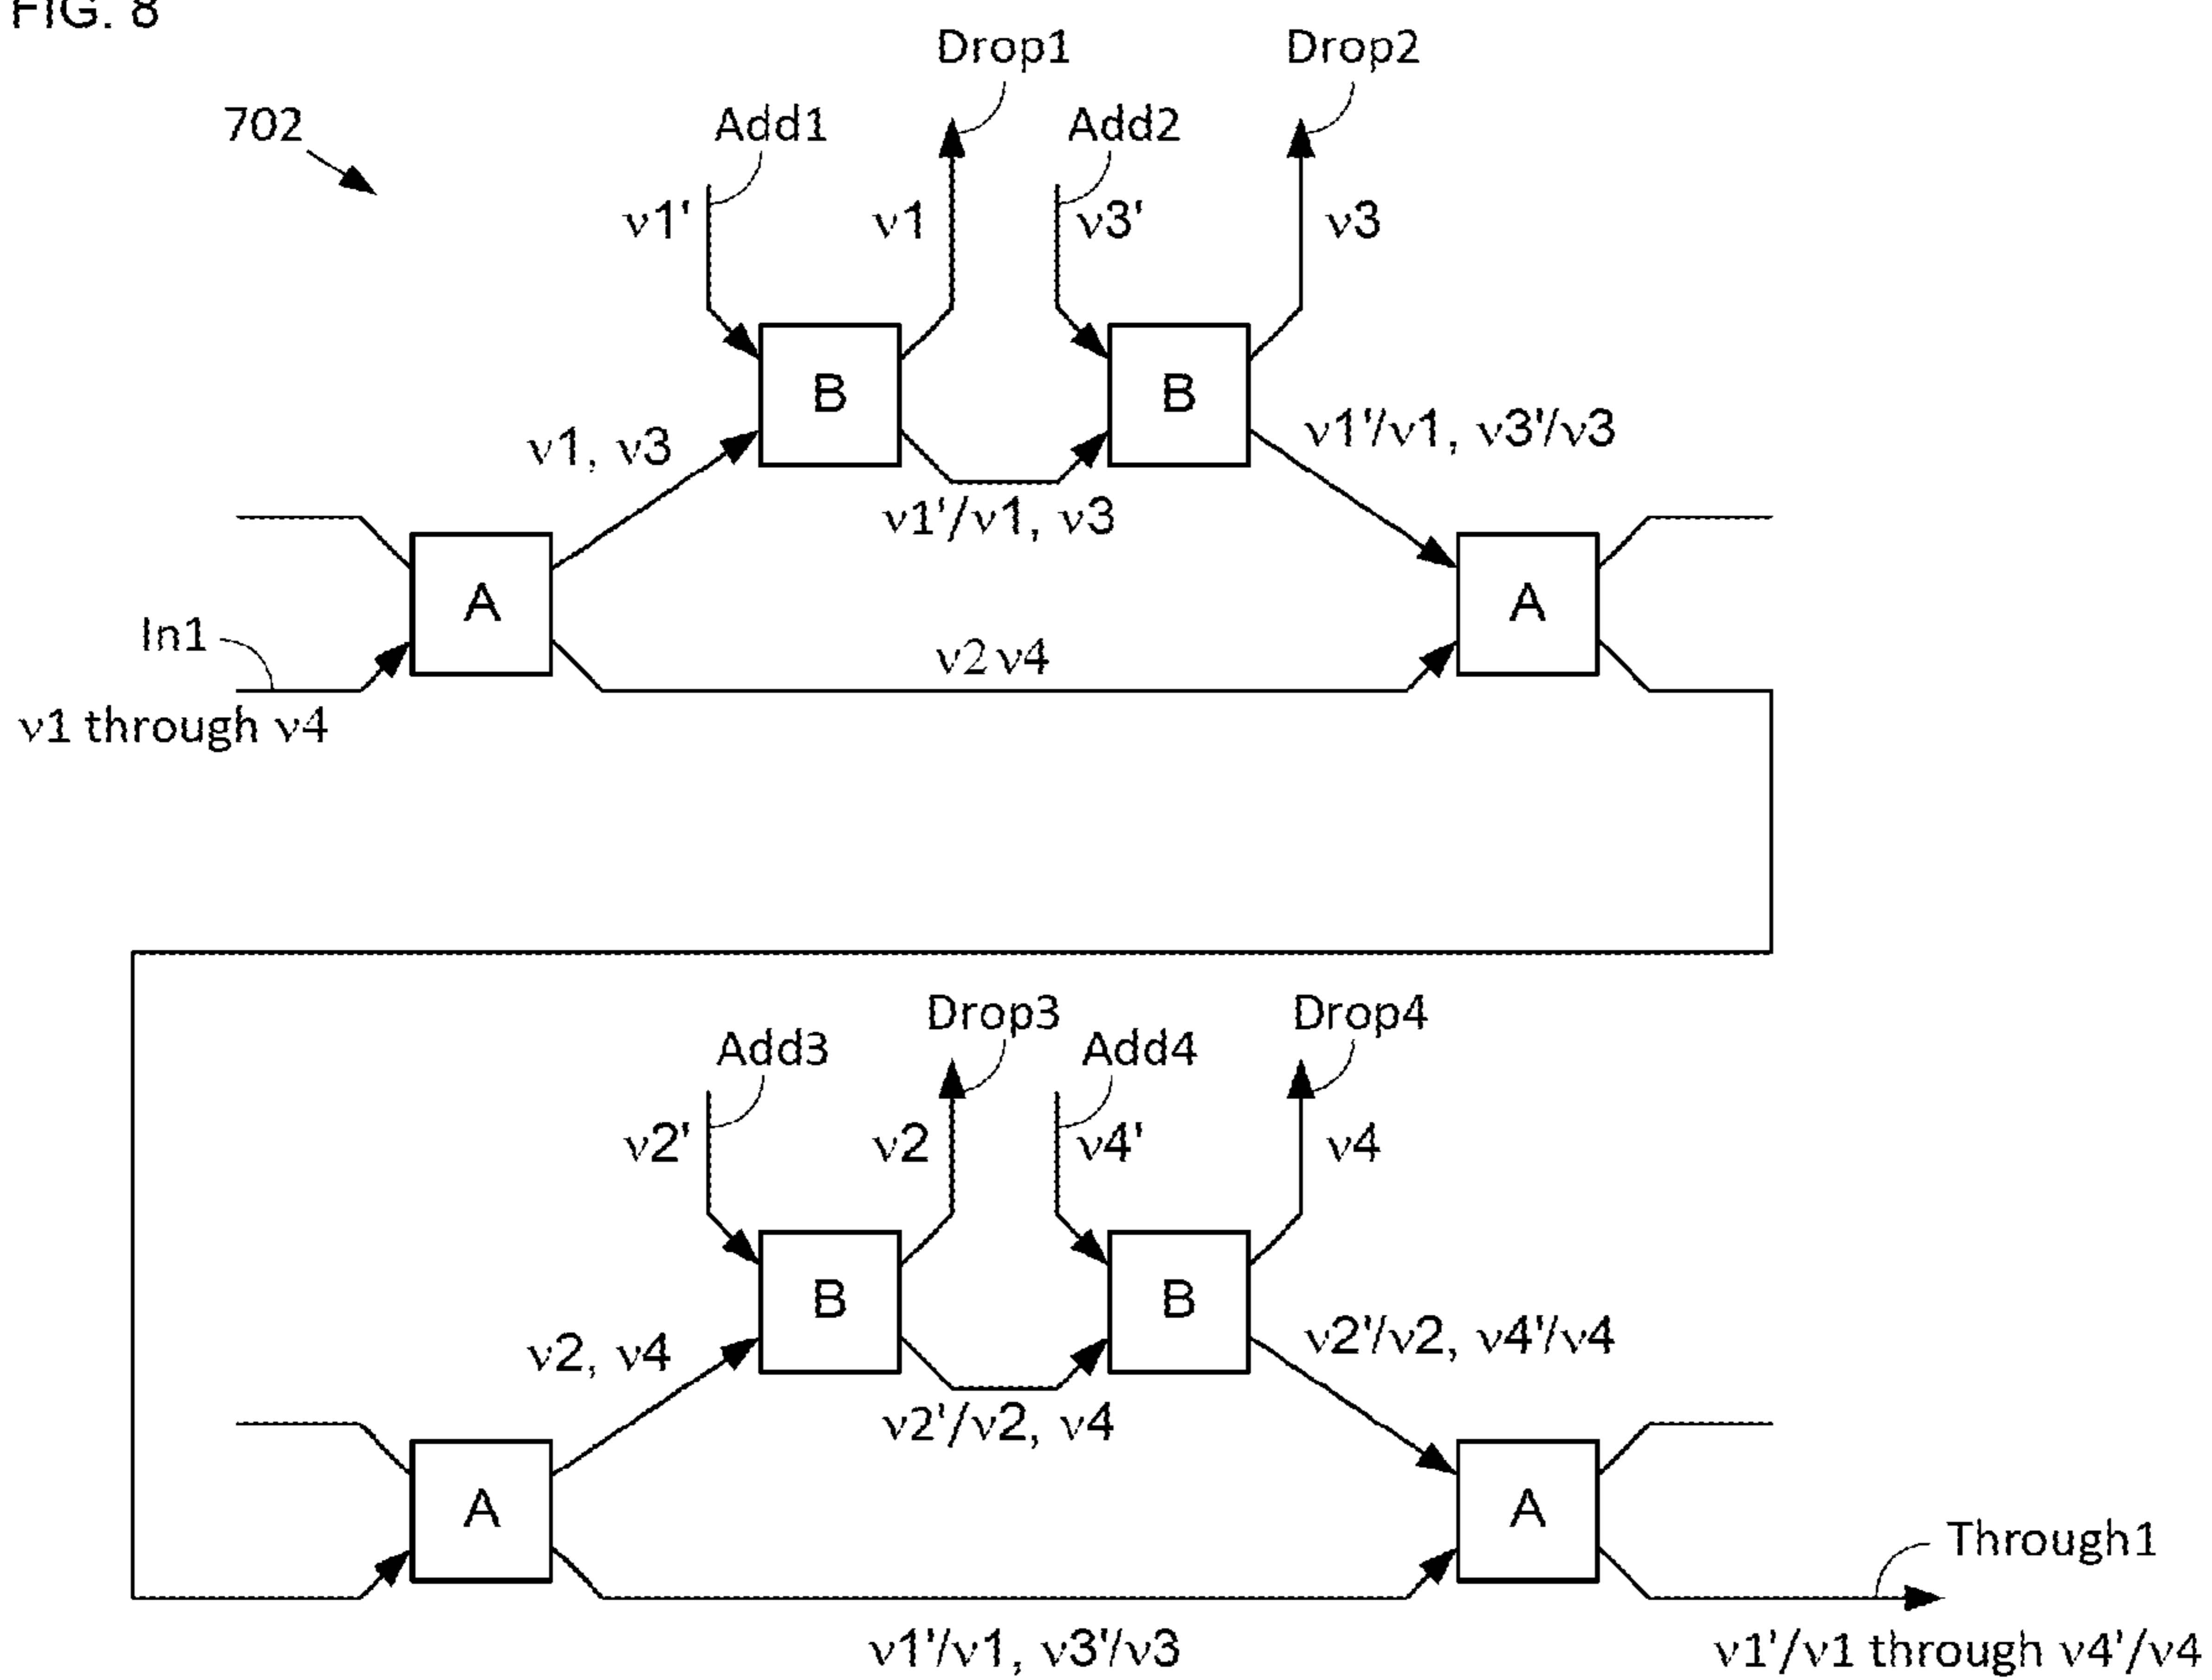 FIG. 8
Drop1
Drop2
702
Add1
Add2
ν1'
ν1
ν3'
ν3
B
B
ν1, ν3
ν1'/ν1, ν3'/ν3
ν1'/ν1, ν3
A
A
In1
ν2 ν4
ν1 through ν4
Drop3
Drop4
Add3
Add4
ν2'
ν2
ν4'
ν4
B
B
ν2, ν4
ν2'/ν2, ν4'/ν4
ν2'/ν2, ν4
A
A
Through1
ν1'/ν1, ν3'/ν3
ν1'/ν1 through ν4'/ν4